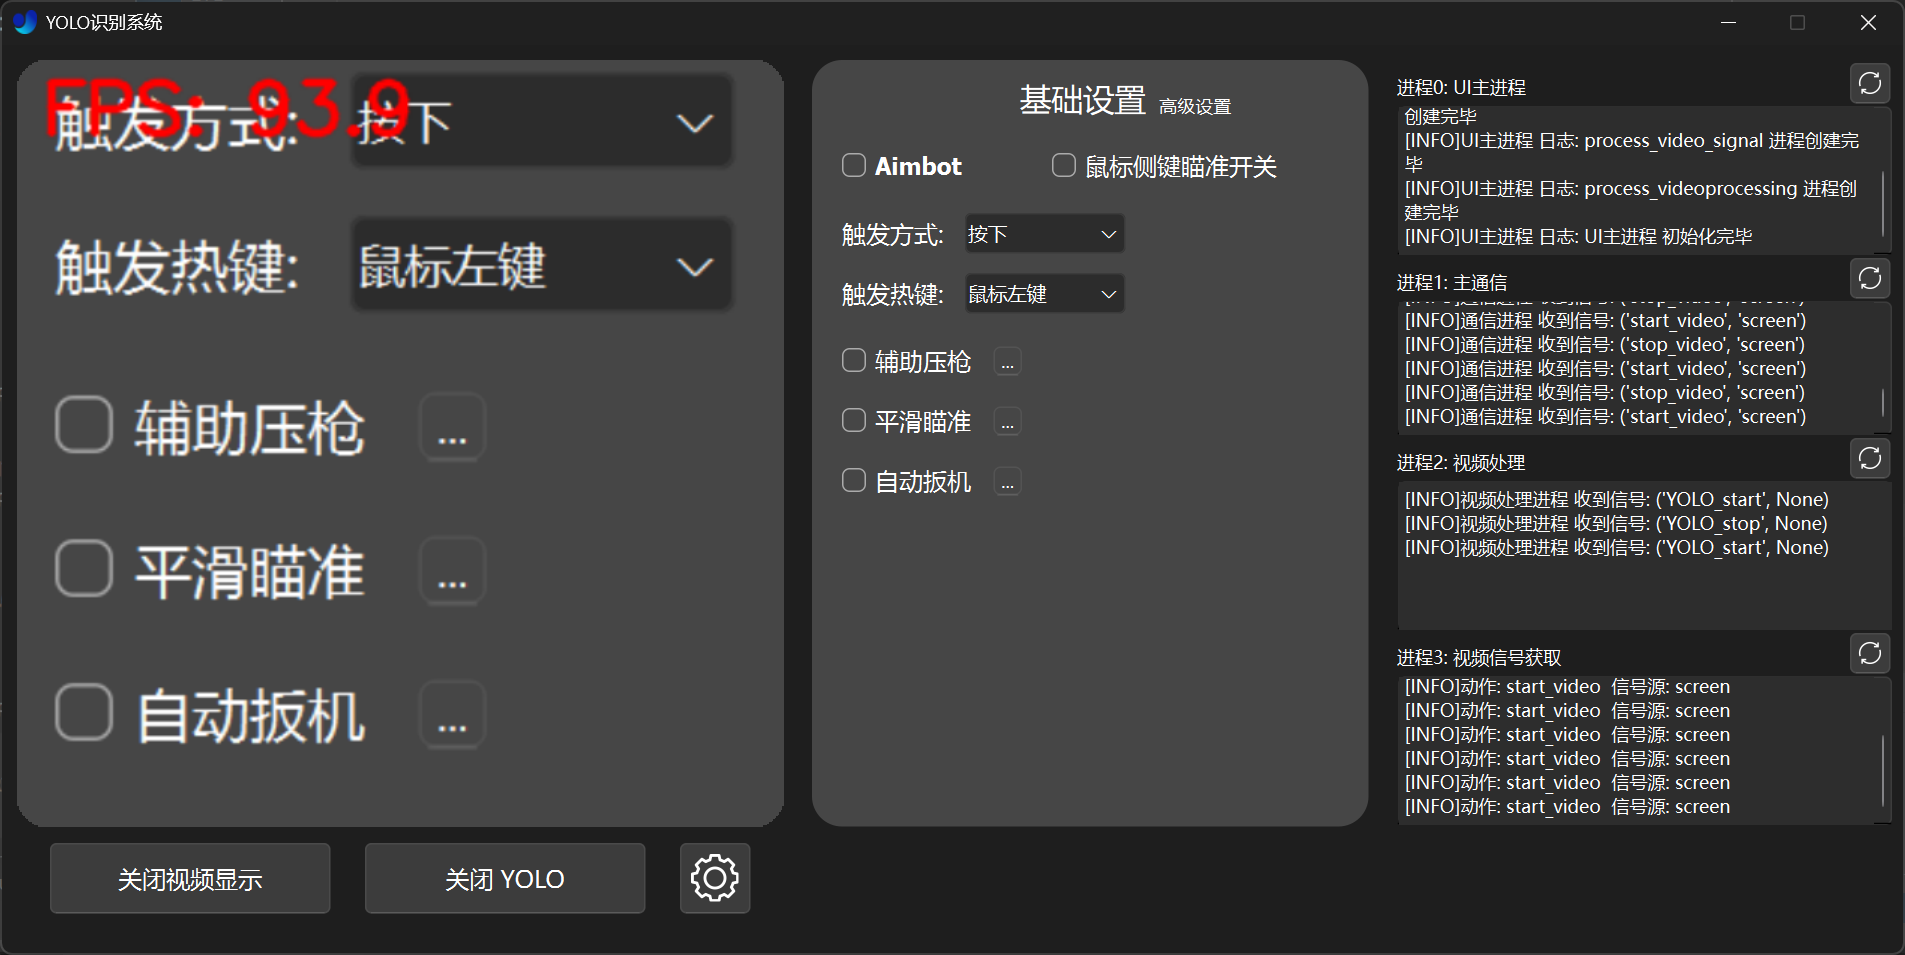 YOLO识别系统
FPS: 93.9
触发方式: 按下
触发热键: 鼠标左键
辅助压枪 ...
平滑瞄准 ...
自动扳机 ...
关闭视频显示 关闭 YOLO
基础设置 高级设置
Aimbot 鼠标侧键瞄准开关
触发方式: 按下
触发热键: 鼠标左键
辅助压枪 ...
平滑瞄准 ...
自动扳机 ...
进程0: UI主进程
创建完毕
[INFO]UI主进程 日志: process_video_signal 进程创建完
毕
[INFO]UI主进程 日志: process_videoprocessing 进程创
建完毕
[INFO]UI主进程 日志: UI主进程 初始化完毕
进程1: 主通信
[INFO]通信进程 收到信号: ('stop_video', 'screen')
[INFO]通信进程 收到信号: ('start_video', 'screen')
[INFO]通信进程 收到信号: ('stop_video', 'screen')
[INFO]通信进程 收到信号: ('start_video', 'screen')
[INFO]通信进程 收到信号: ('stop_video', 'screen')
[INFO]通信进程 收到信号: ('start_video', 'screen')
进程2: 视频处理
[INFO]视频处理进程 收到信号: ('YOLO_start', None)
[INFO]视频处理进程 收到信号: ('YOLO_stop', None)
[INFO]视频处理进程 收到信号: ('YOLO_start', None)
进程3: 视频信号获取
[INFO]动作: start_video 信号源: screen
[INFO]动作: start_video 信号源: screen
[INFO]动作: start_video 信号源: screen
[INFO]动作: start_video 信号源: screen
[INFO]动作: start_video 信号源: screen
[INFO]动作: start_video 信号源: screen